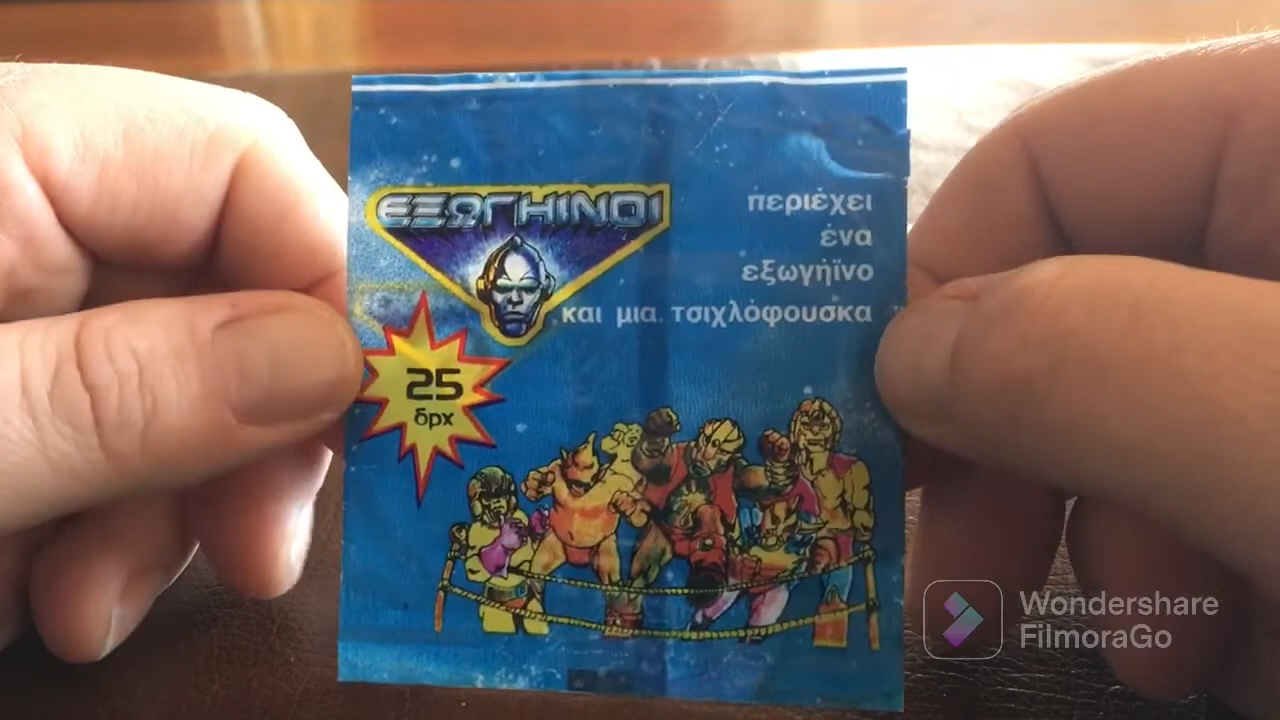 ΕΞΩΓΗΙΝΟΙ
περιέχει
ένα
εξωγήϊνο
και μια τσιχλόφουσκα
25
δρχ
Wondershare
FilmoraGo